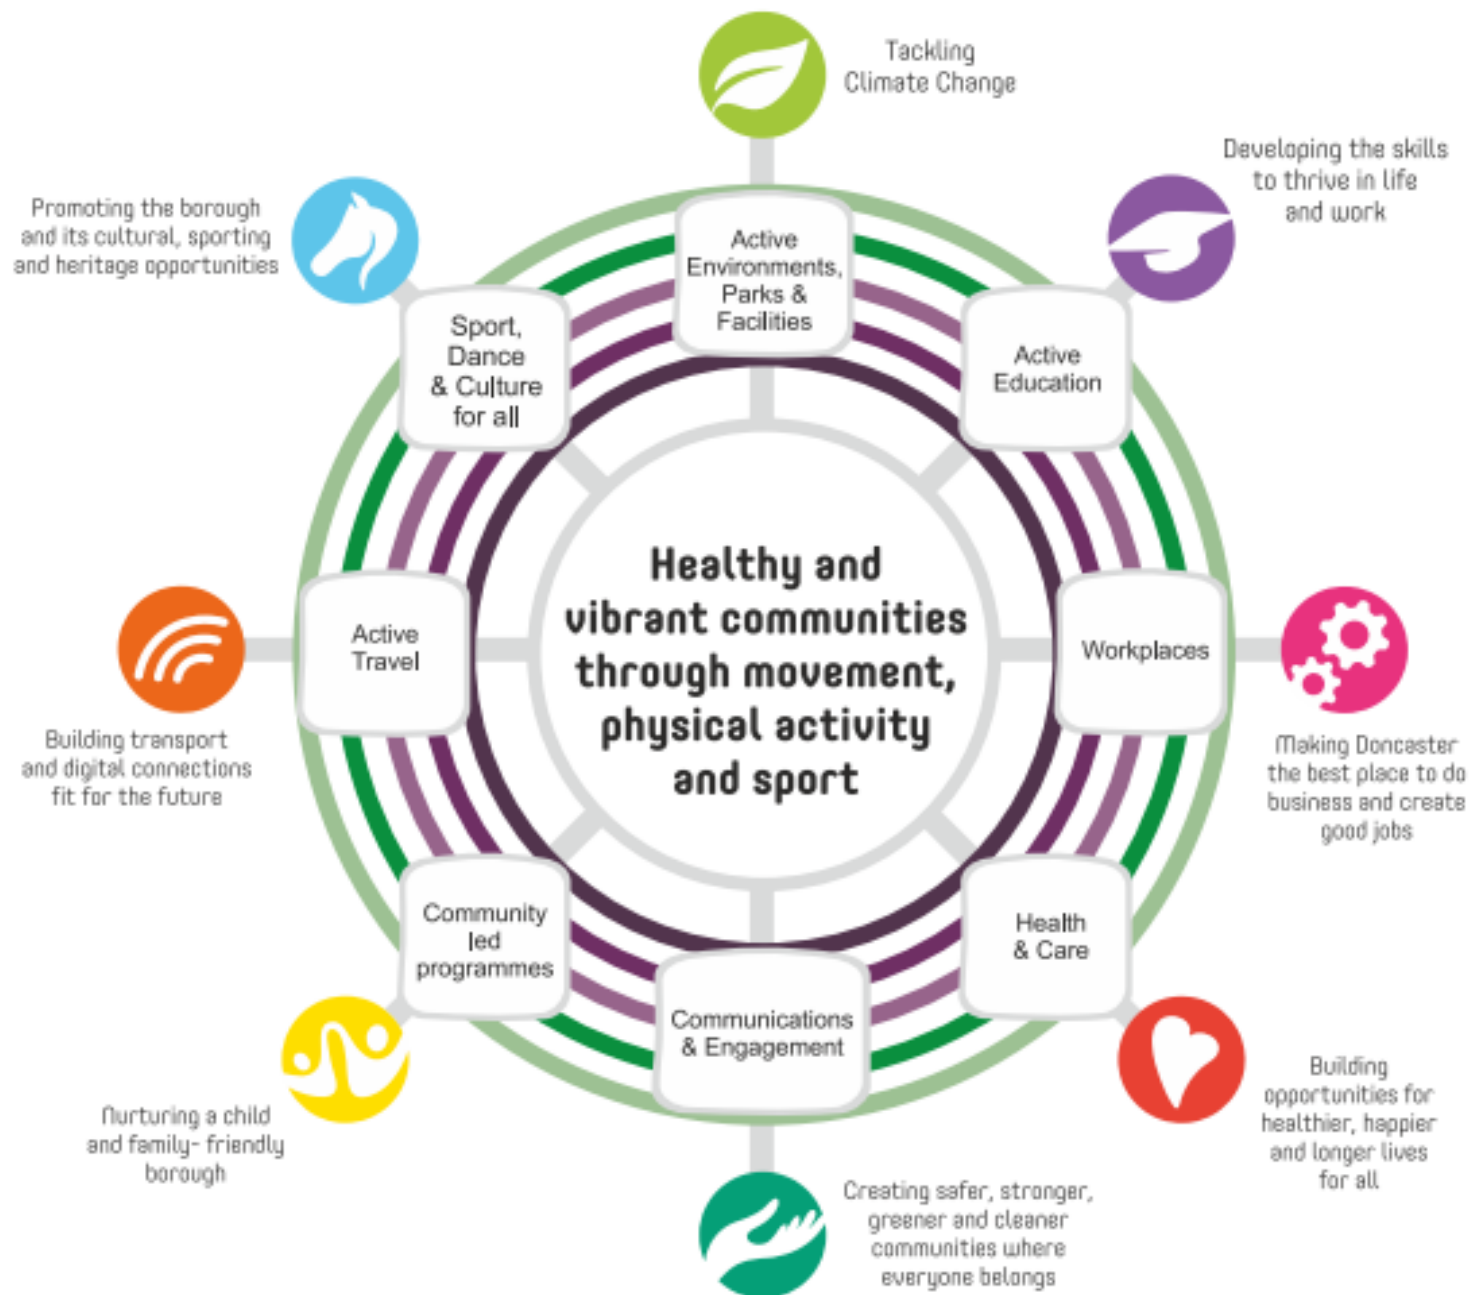 Tackling
Climate Change
Developing the skills
to thrive in life
and work
Promoting the borough
and its cultural, sporting
and heritage opportunities
Active
Environments,
Parks &
Facilities
Sport,
Dance
& Culture
for all
Active
Education
Healthy and
vibrant communities
through movement,
physical activity
and sport
Active
Travel
Workplaces
Building transport
and digital connections
fit for the future
Making Doncaster
the best place to do
business and create
good jobs
Community
led
programmes
Health
& Care
Communications
& Engagement
Nurturing a child
and family- friendly
borough
Building
opportunities for
healthier, happier
and longer lives
for all
Creating safer, stronger,
greener and cleaner
communities where
everyone belongs